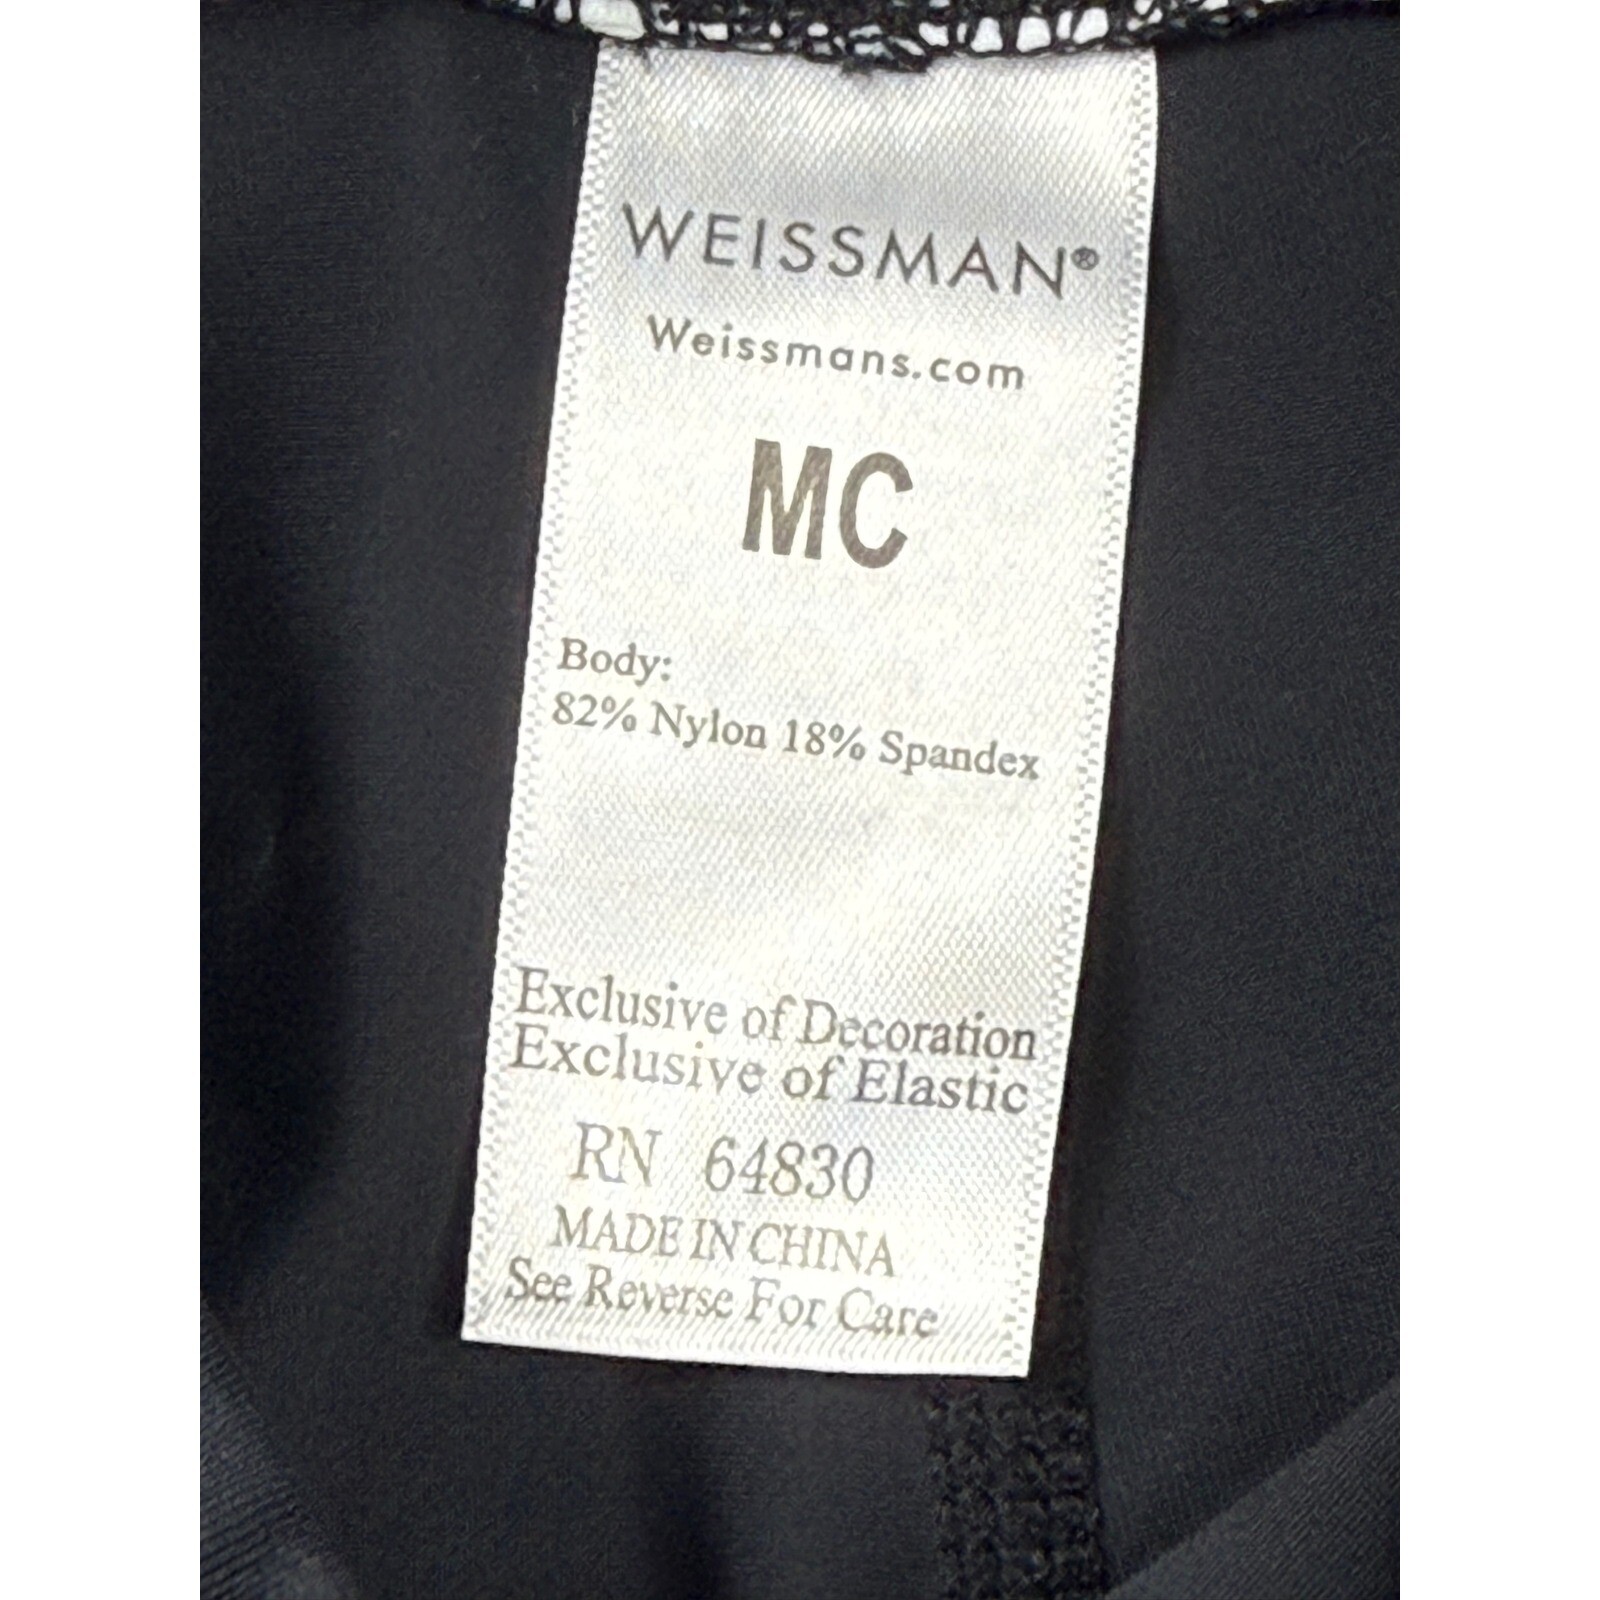 WEISSMAN®
Weissmans.com
MC
Body:
82% Nylon 18% Spandex
Exclusive of Decoration
Exclusive of Elastic
RN 64830
MADE IN CHINA
See Reverse For Care